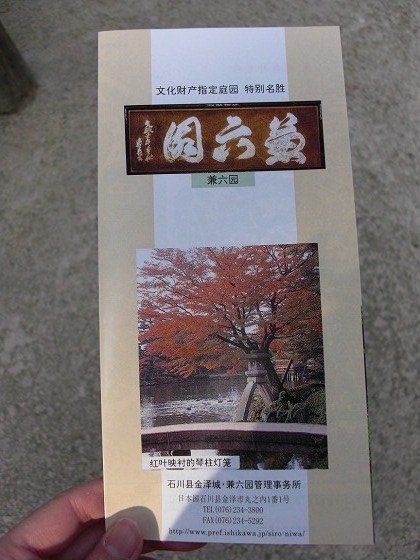 文化财产指定庭园 特别名胜
兼六园
兼六园
红叶映衬的琴柱灯笼
石川县金泽城·兼六园管理事务所
日本国石川县金泽市丸之内1番1号
TEL(076)234-3800
FAX(076)234-5292
http://www.pref.ishikawa.jp/siro-niwa/